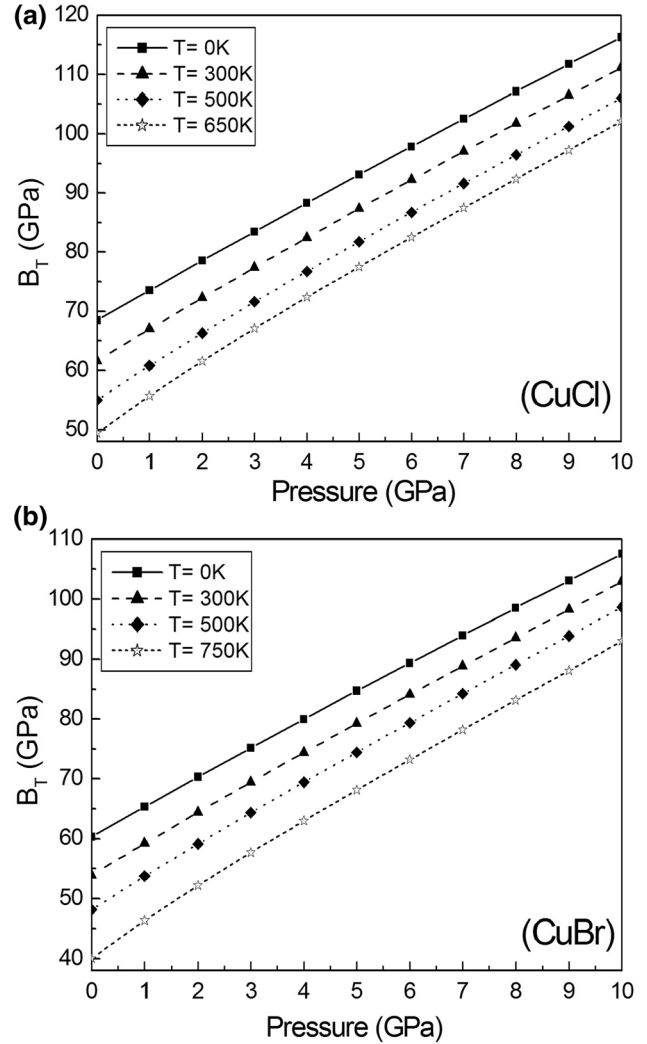 (a)
120
110
100
90
80
70
60
50
B_T (GPa)
T= 0K
T= 300K
T= 500K
T= 650K
(CuCl)
0 1 2 3 4 5 6 7 8 9 10
Pressure (GPa)
(b)
110
100
90
80
70
60
50
40
B_T (GPa)
T= 0K
T= 300K
T= 500K
T= 750K
(CuBr)
0 1 2 3 4 5 6 7 8 9 10
Pressure (GPa)